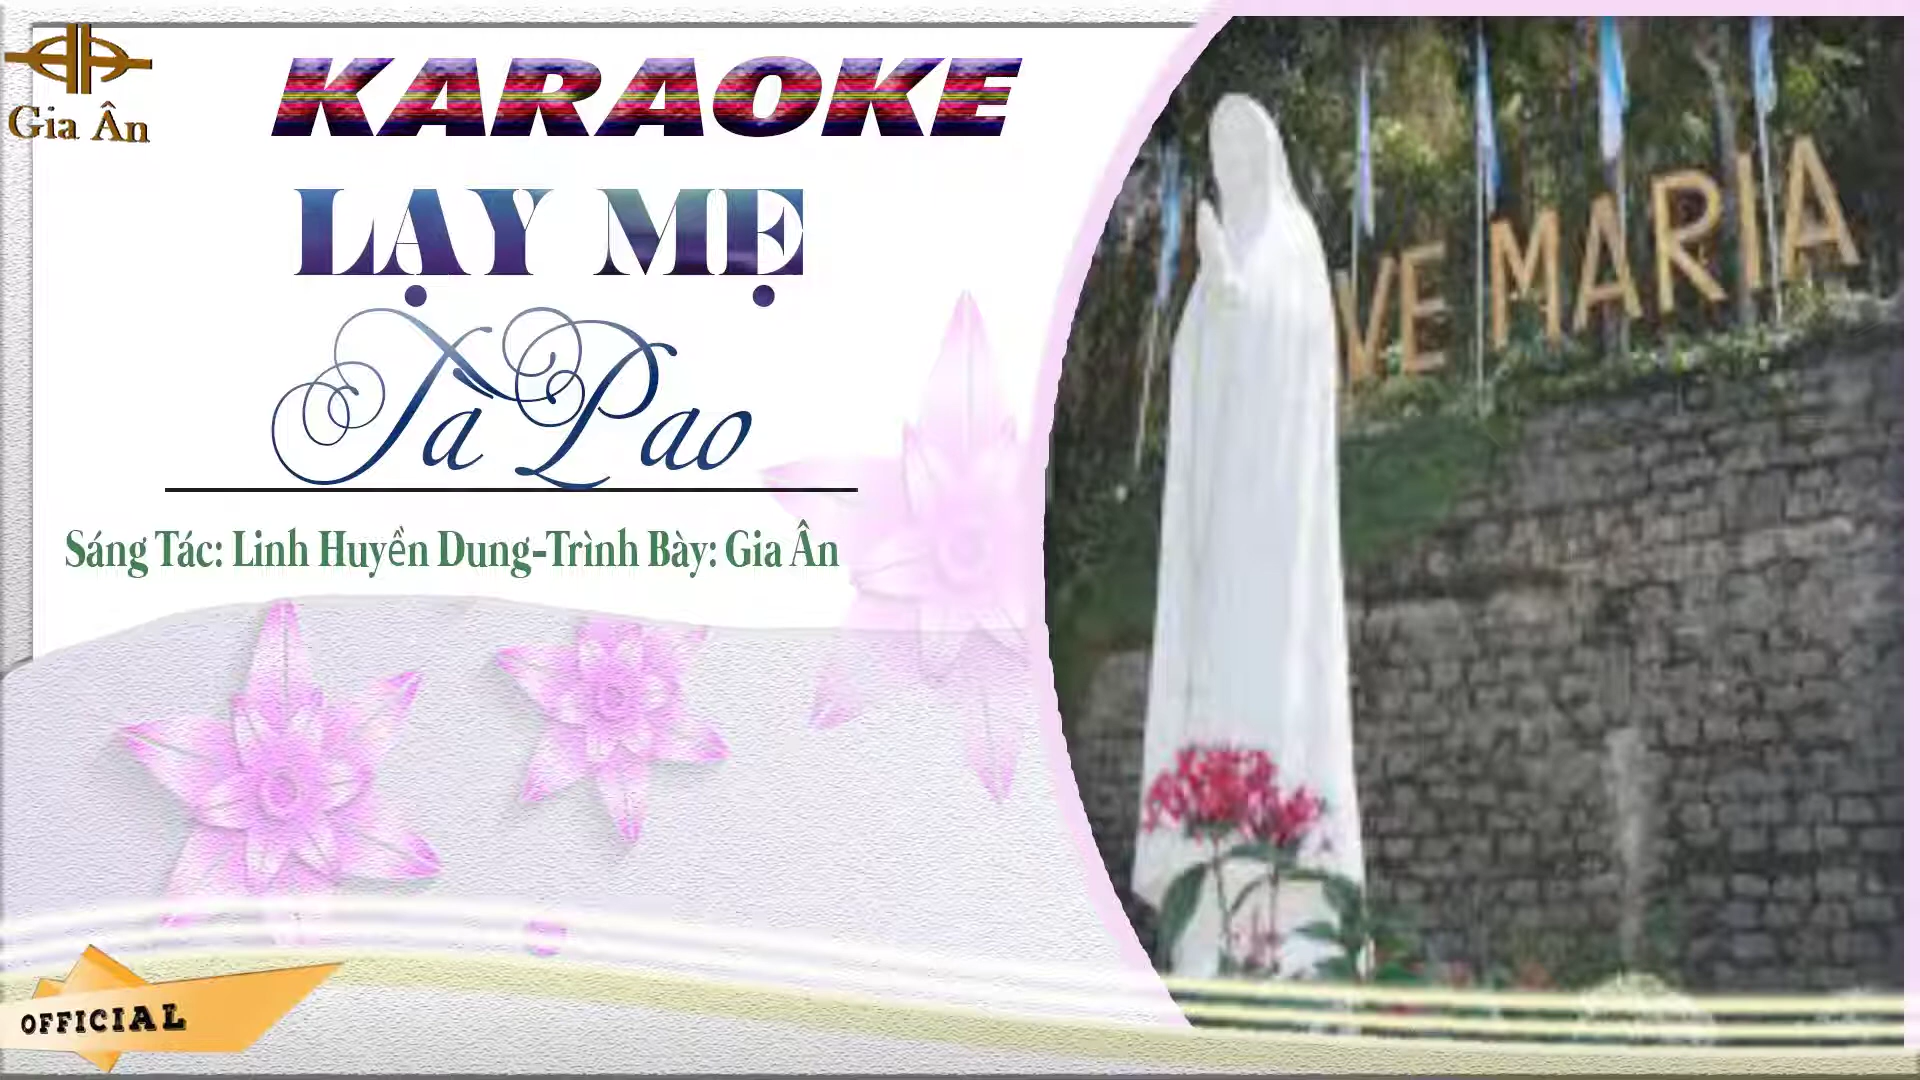 Gia Ân
KARAOKE
LẠY MẸ
Tà Pao
Sáng Tác: Linh Huyền Dung-Trình Bày: Gia Ân
VE MARIA
OFFICIAL